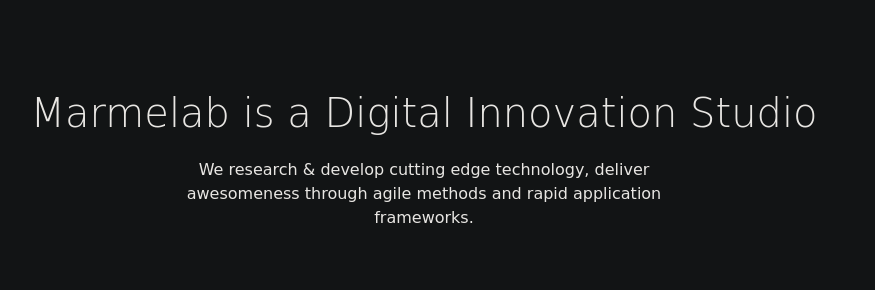 Marmelab is a Digital Innovation Studio
We research & develop cutting edge technology, deliver
awesomeness through agile methods and rapid application
frameworks.